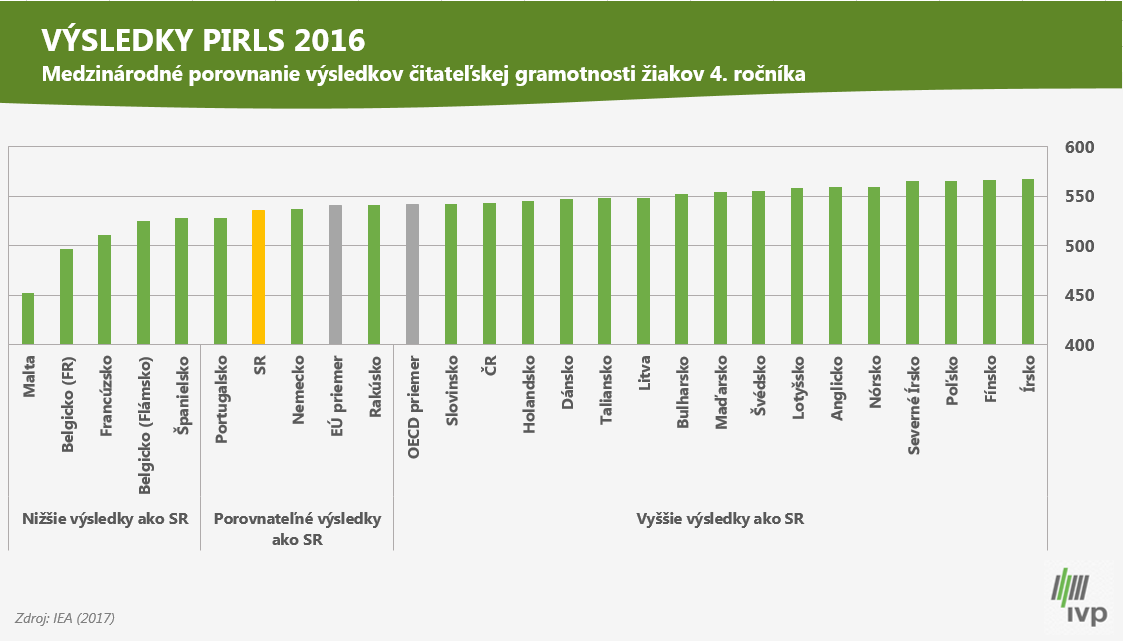 VÝSLEDKY PIRLS 2016
Medzinárodné porovnanie výsledkov čitateľskej gramotnosti žiakov 4. ročníka
600
550
500
450
400
Malta
Belgicko (FR)
Francúzsko
Belgicko (Flámsko)
Španielsko
Portugalsko
SR
Nemecko
EÚ priemer
Rakúsko
OECD priemer
Slovinsko
ČR
Holandsko
Dánsko
Taliansko
Litva
Bulharsko
Maďarsko
Švédsko
Lotyšsko
Anglicko
Nórsko
Severné Írsko
Poľsko
Fínsko
Írsko
Nižšie výsledky ako SR
Porovnateľné výsledky
ako SR
Vyššie výsledky ako SR
Zdroj: IEA (2017)
ivp